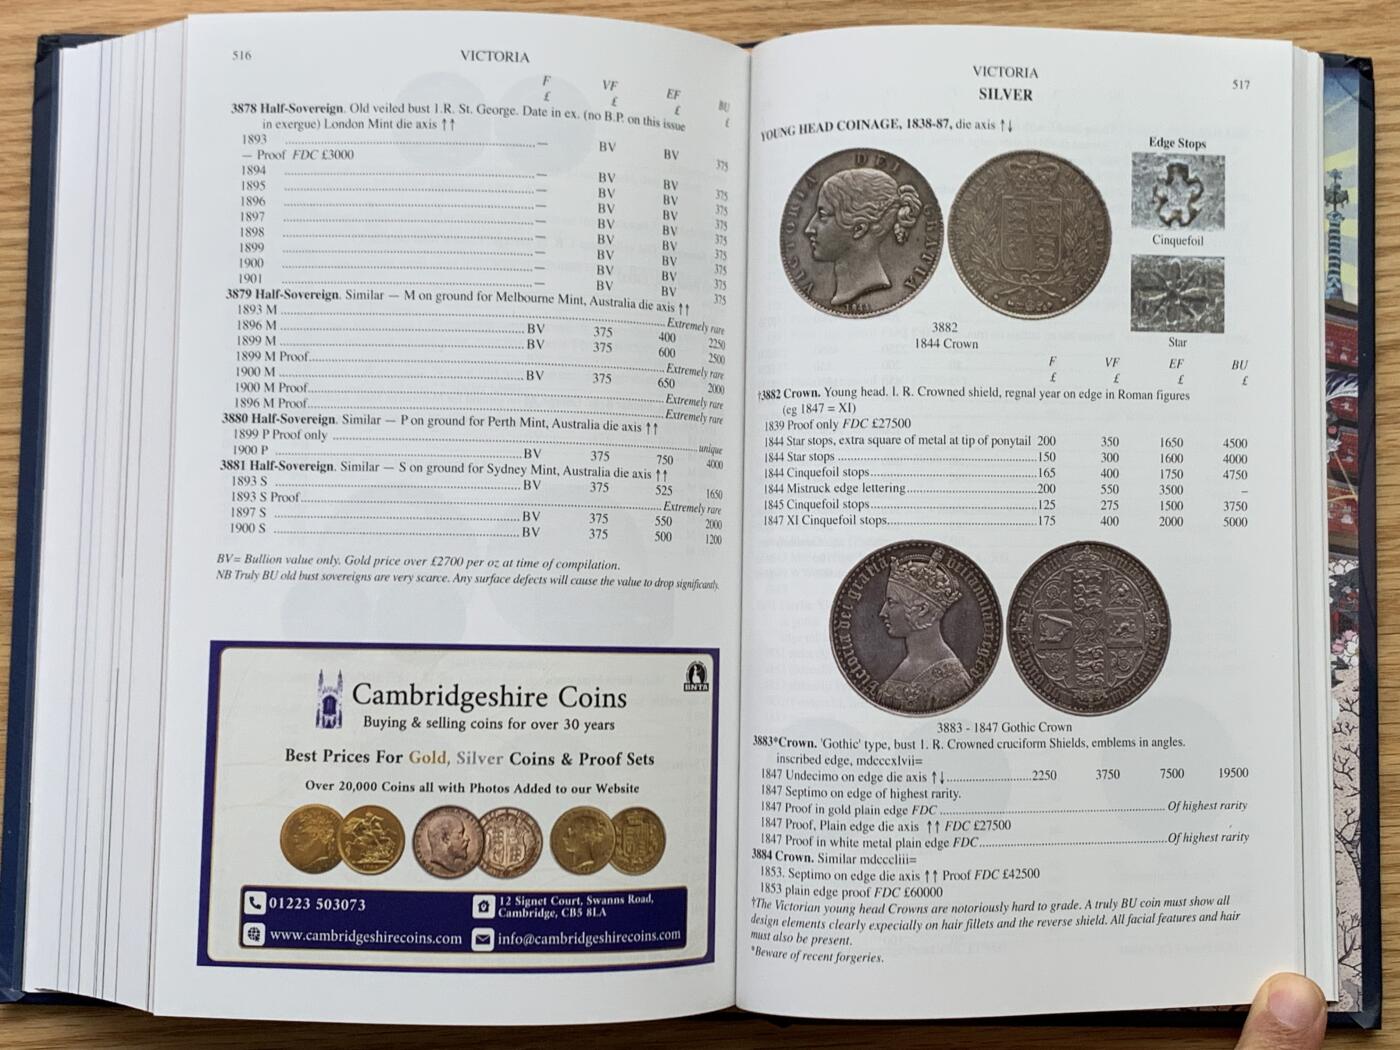 516
VICTORIA
F VF EF BU
£ £ £ £
3878 Half-Sovereign. Old veiled bust I.R. St. George. Date in ex. (no B.P. on this issue
in exergue) London Mint die axis ↑↑
1893 — BV BV 375
— Proof FDC £3000
1894 — BV BV 375
1895 — BV BV 375
1896 — BV BV 375
1897 — BV BV 375
1898 — BV BV 375
1899 — BV BV 375
1900 — BV BV 375
1901 — BV BV 375
3879 Half-Sovereign. Similar — M on ground for Melbourne Mint, Australia die axis ↑↑
1893 M Extremely rare
1896 M BV 375 400 2250
1899 M BV 375 600 2500
1899 M Proof Extremely rare
1900 M BV 375 650 2000
1900 M Proof Extremely rare
1896 M Proof Extremely rare
3880 Half-Sovereign. Similar — P on ground for Perth Mint, Australia die axis ↑↑
1899 P Proof only unique
1900 P BV 375 750 4000
3881 Half-Sovereign. Similar — S on ground for Sydney Mint, Australia die axis ↑↑
1893 S BV 375 525 1650
1893 S Proof Extremely rare
1897 S BV 375 550 2000
1900 S BV 375 500 1200
BV= Bullion value only. Gold price over £2700 per oz at time of compilation.
NB Truly BU old bust sovereigns are very scarce. Any surface defects will cause the value to drop significantly.
BNTA
Cambridgeshire Coins
Buying & selling coins for over 30 years
Best Prices For Gold, Silver Coins & Proof Sets
Over 20,000 Coins all with Photos Added to our Website
01223 503073
12 Signet Court, Swanns Road,
Cambridge, CB5 8LA
www.cambridgeshirecoins.com
info@cambridgeshirecoins.com
VICTORIA
517
SILVER
YOUNG HEAD COINAGE, 1838-87, die axis ↑↓
Edge Stops
VICTORIA DEI GRATIA
Cinquefoil
Star
3882
1844 Crown
F VF EF BU
£ £ £ £
†3882 Crown. Young head. I. R. Crowned shield, regnal year on edge in Roman figures
(eg 1847 = XI)
1839 Proof only FDC £27500
1844 Star stops, extra square of metal at tip of ponytail 200 350 1650 4500
1844 Star stops 150 300 1600 4000
1844 Cinquefoil stops 165 400 1750 4750
1844 Mistruck edge lettering 200 550 3500 –
1845 Cinquefoil stops 125 275 1500 3750
1847 XI Cinquefoil stops 175 400 2000 5000
3883 - 1847 Gothic Crown
3883*Crown. 'Gothic' type, bust I. R. Crowned cruciform Shields, emblems in angles.
inscribed edge, mdcccxlvii=
1847 Undecimo on edge die axis ↑↓ 2250 3750 7500 19500
1847 Septimo on edge of highest rarity.
1847 Proof in gold plain edge FDC Of highest rarity
1847 Proof, Plain edge die axis ↑↑ FDC £27500
1847 Proof in white metal plain edge FDC Of highest rarity
3884 Crown. Similar mdcccliii=
1853. Septimo on edge die axis ↑↑ Proof FDC £42500
1853 plain edge proof FDC £60000
†The Victorian young head Crowns are notoriously hard to grade. A truly BU coin must show all
design elements clearly especially on hair fillets and the reverse shield. All facial features and hair
must also be present.
*Beware of recent forgeries.